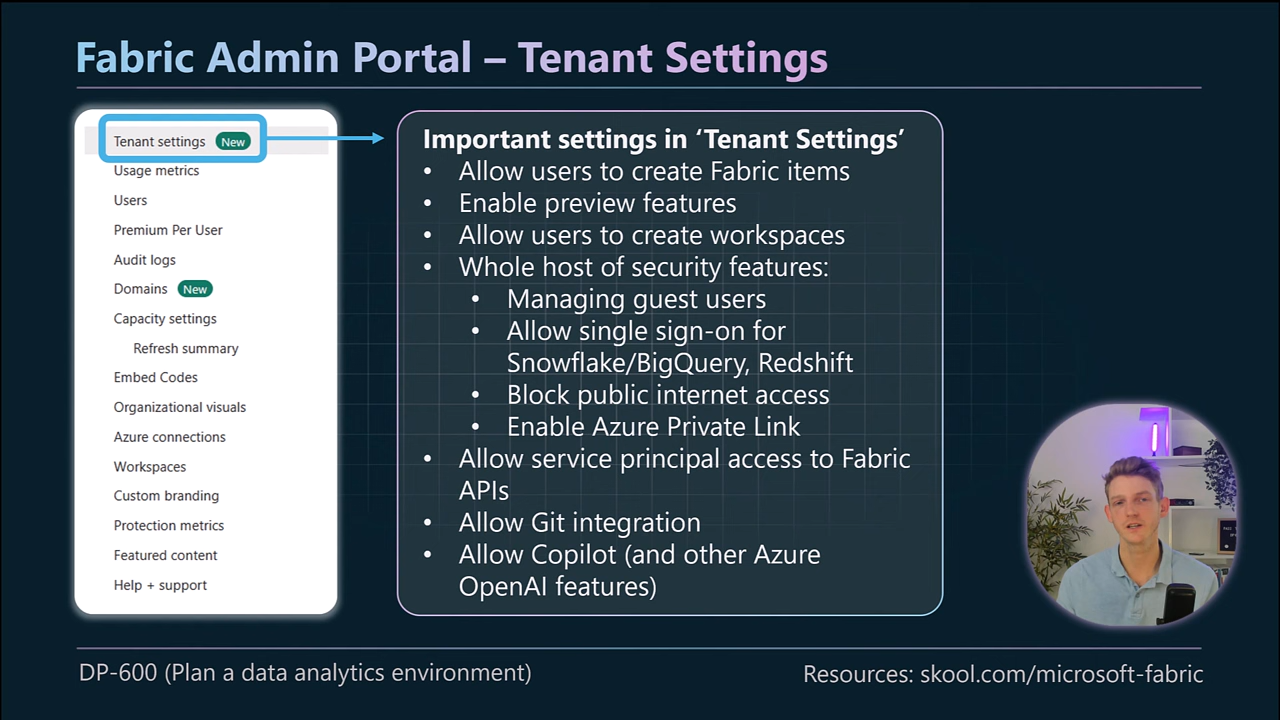 Fabric Admin Portal – Tenant Settings
Tenant settings New
Usage metrics
Users
Premium Per User
Audit logs
Domains New
Capacity settings
Refresh summary
Embed Codes
Organizational visuals
Azure connections
Workspaces
Custom branding
Protection metrics
Featured content
Help + support
Important settings in ‘Tenant Settings’
• Allow users to create Fabric items
• Enable preview features
• Allow users to create workspaces
• Whole host of security features:
• Managing guest users
• Allow single sign-on for
Snowflake/BigQuery, Redshift
• Block public internet access
• Enable Azure Private Link
• Allow service principal access to Fabric
APIs
• Allow Git integration
• Allow Copilot (and other Azure
OpenAI features)
DP-600 (Plan a data analytics environment)
Resources: skool.com/microsoft-fabric